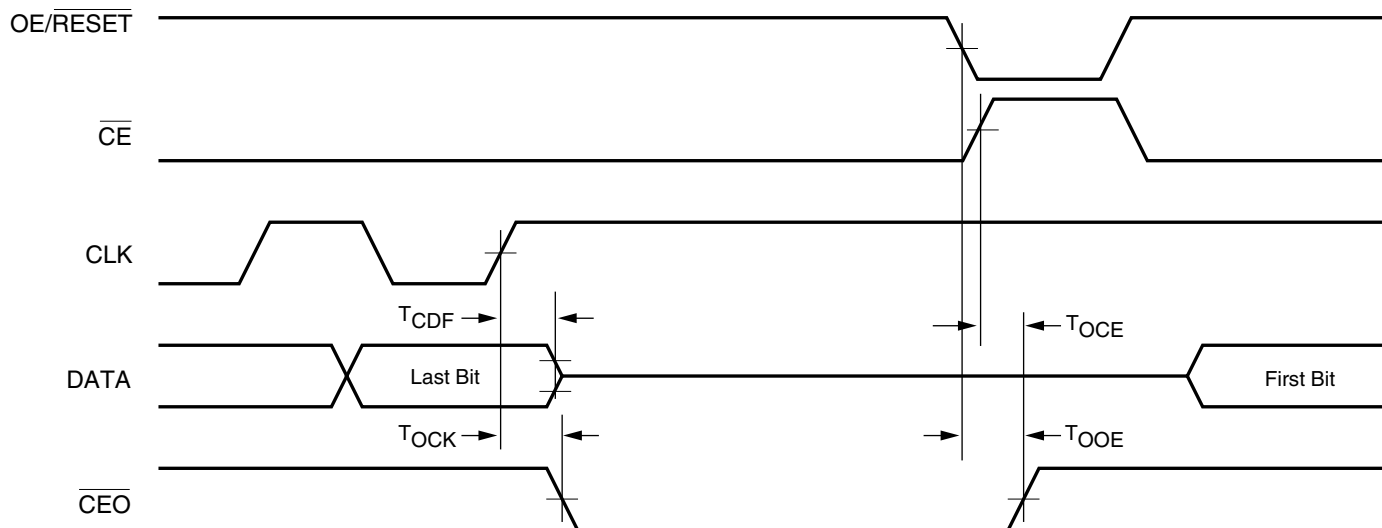 OE/RESET
CE
CLK
TCDF
TOCE
DATA
Last Bit
First Bit
TOCK
TOOE
CEO